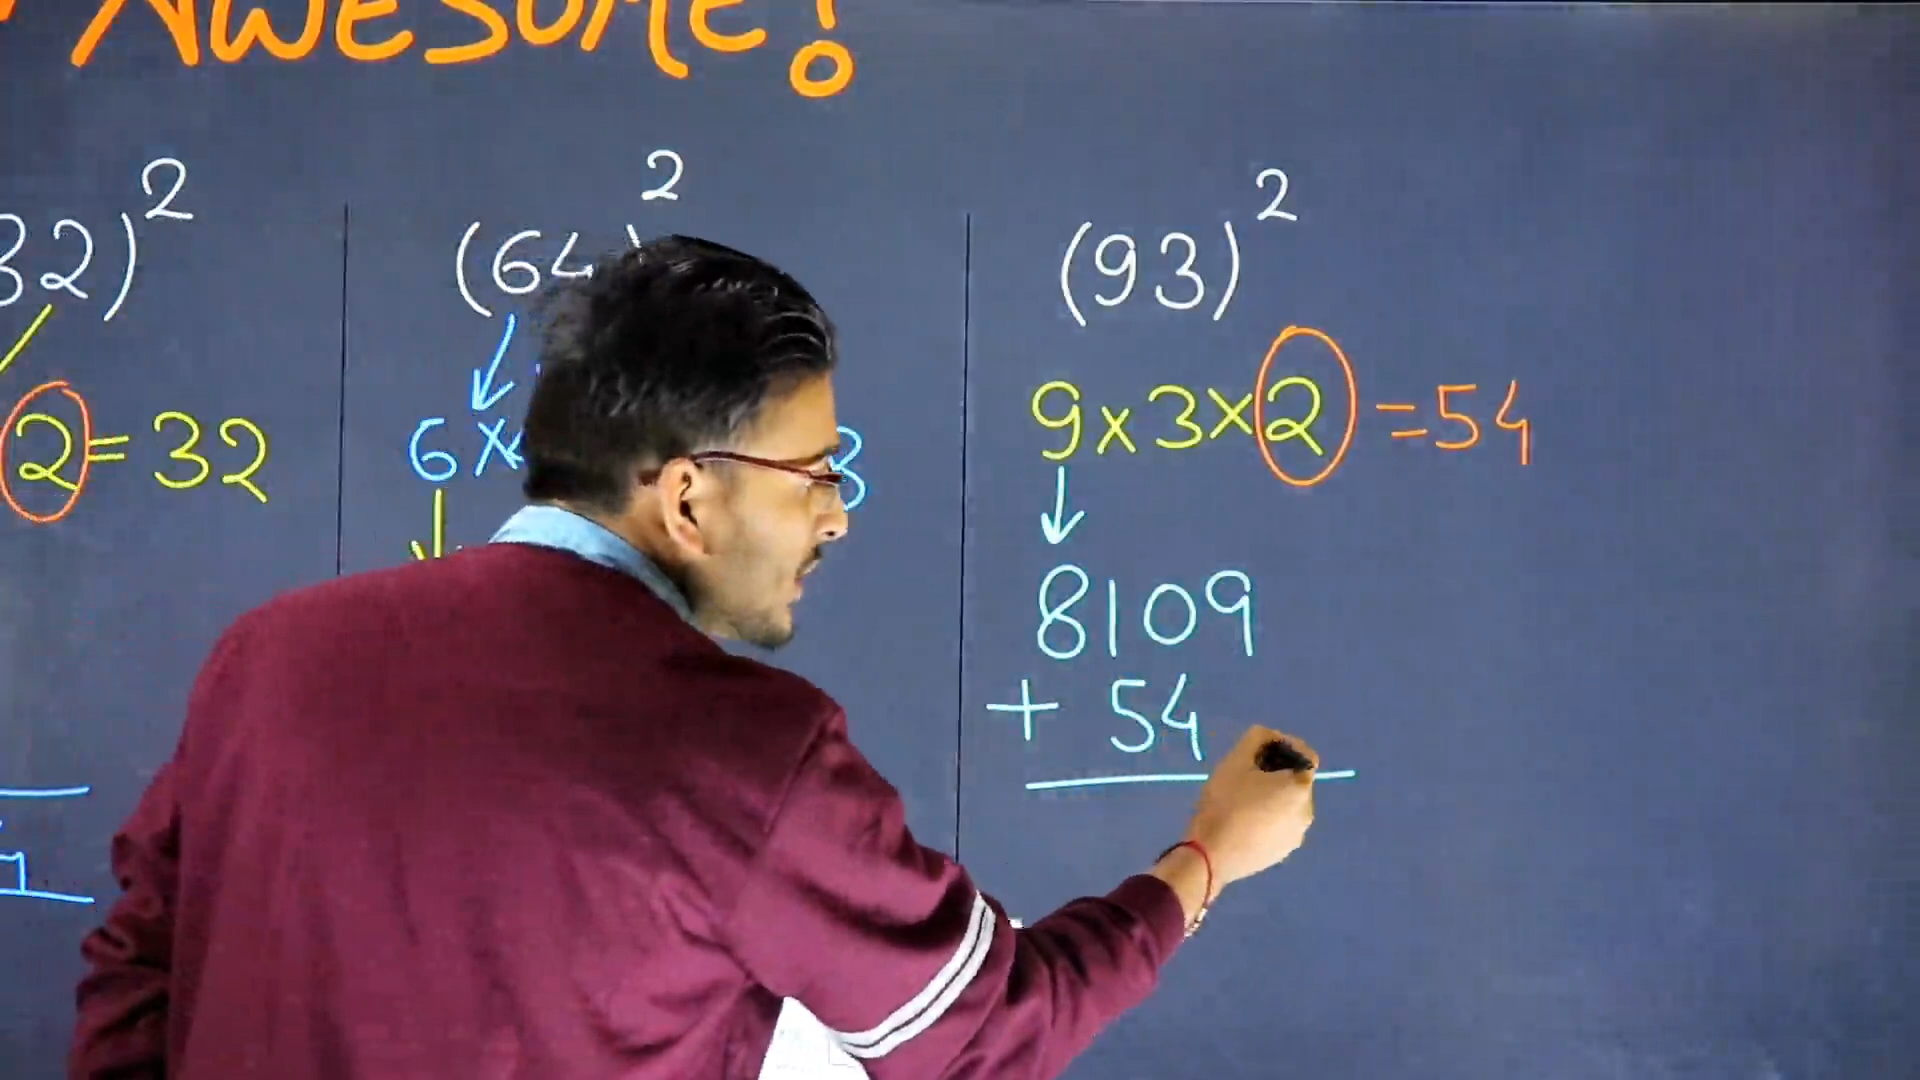 AWESOME!
32)²
2 = 32
(64)²
6 ×
(93)²
9 × 3 × 2 = 54
8109
+ 54